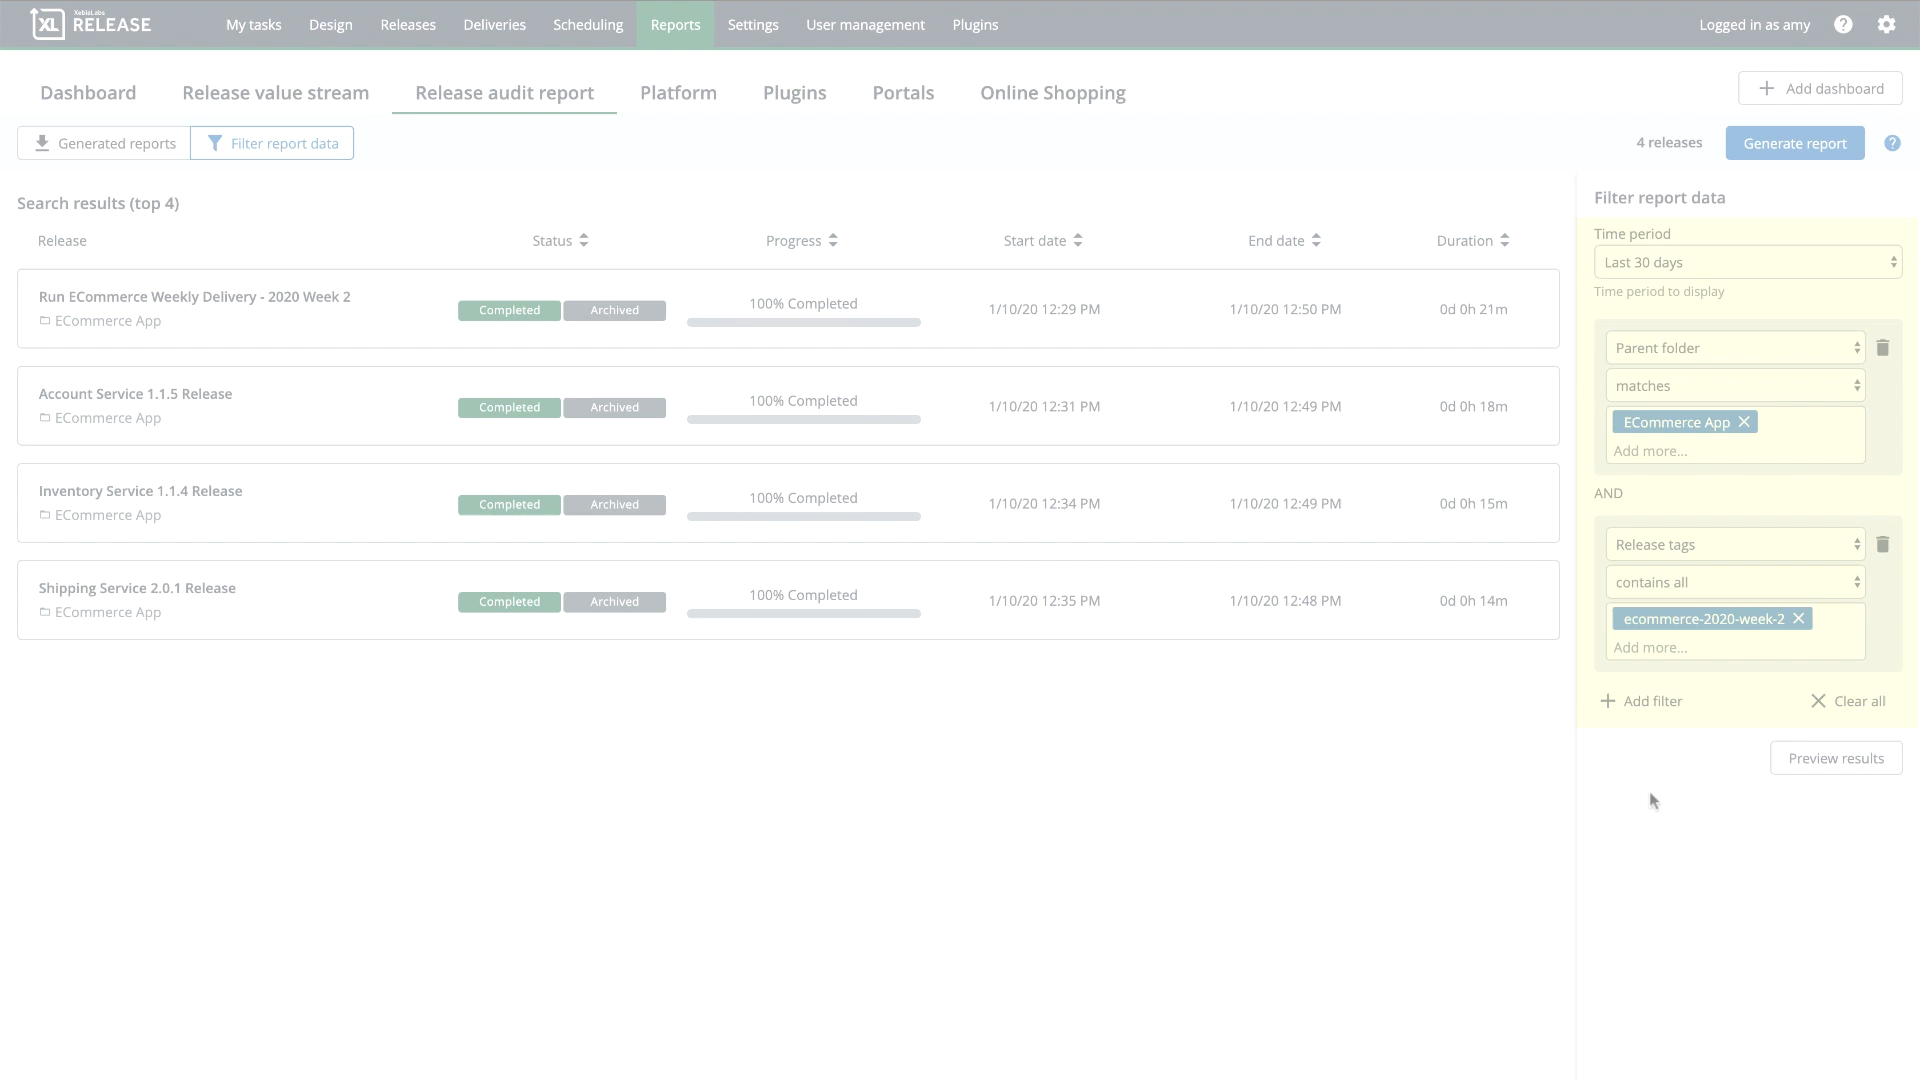 XebiaLabs
XL RELEASE My tasks Design Releases Deliveries Scheduling Reports Settings User management Plugins Logged in as amy
Dashboard Release value stream Release audit report Platform Plugins Portals Online Shopping Add dashboard
Generated reports Filter report data 4 releases Generate report
Search results (top 4)
Release Status Progress Start date End date Duration
Run ECommerce Weekly Delivery - 2020 Week 2
ECommerce App
Completed Archived 100% Completed 1/10/20 12:29 PM 1/10/20 12:50 PM 0d 0h 21m
Account Service 1.1.5 Release
ECommerce App
Completed Archived 100% Completed 1/10/20 12:31 PM 1/10/20 12:49 PM 0d 0h 18m
Inventory Service 1.1.4 Release
ECommerce App
Completed Archived 100% Completed 1/10/20 12:34 PM 1/10/20 12:49 PM 0d 0h 15m
Shipping Service 2.0.1 Release
ECommerce App
Completed Archived 100% Completed 1/10/20 12:35 PM 1/10/20 12:48 PM 0d 0h 14m
Filter report data
Time period
Last 30 days
Time period to display
Parent folder
matches
ECommerce App
Add more...
AND
Release tags
contains all
ecommerce-2020-week-2
Add more...
Add filter Clear all
Preview results